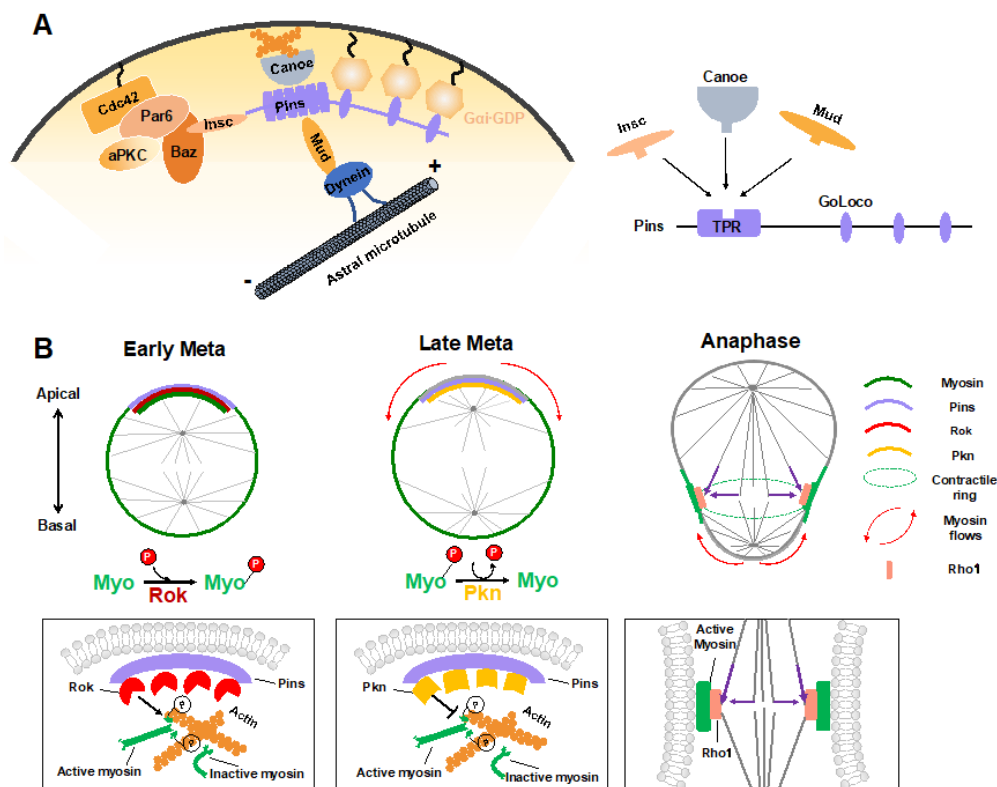 A
Canoe
Cdc42
Par6
aPKC
Baz
Insc
Pins
Gαi·GDP
Mud
Dynein
+
-
Astral microtubule
Canoe
Insc
Mud
GoLoco
Pins
TPR
B
Early Meta
Late Meta
Anaphase
Apical
Basal
Myosin
Pins
Rok
Pkn
Contractile
ring
Myosin
flows
Rho1
P
Myo
Rok
Myo
P
P
P
Myo
Pkn
Myo
Rok
Pins
P
Actin
P
Active myosin
Inactive myosin
Pkn
Pins
P
Actin
P
Active myosin
Inactive myosin
Active
Myosin
Rho1